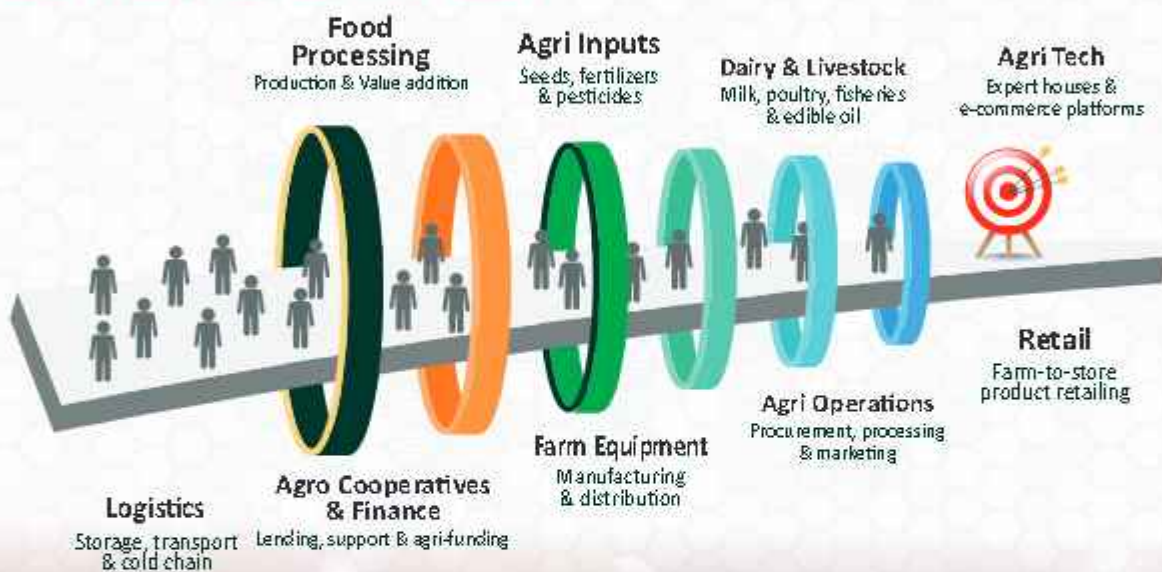 Food
Processing
Production & Value addition
Agri Inputs
Seeds, fertilizers
& pesticides
Dairy & Livestock
Milk, poultry, fisheries
& edible oil
Agri Tech
Expert houses &
e-commerce platforms
Logistics
Storage, transport
& cold chain
Agro Cooperatives
& Finance
Lending, support & agri-funding
Farm Equipment
Manufacturing
& distribution
Agri Operations
Procurement, processing
& marketing
Retail
Farm-to-store
product retailing